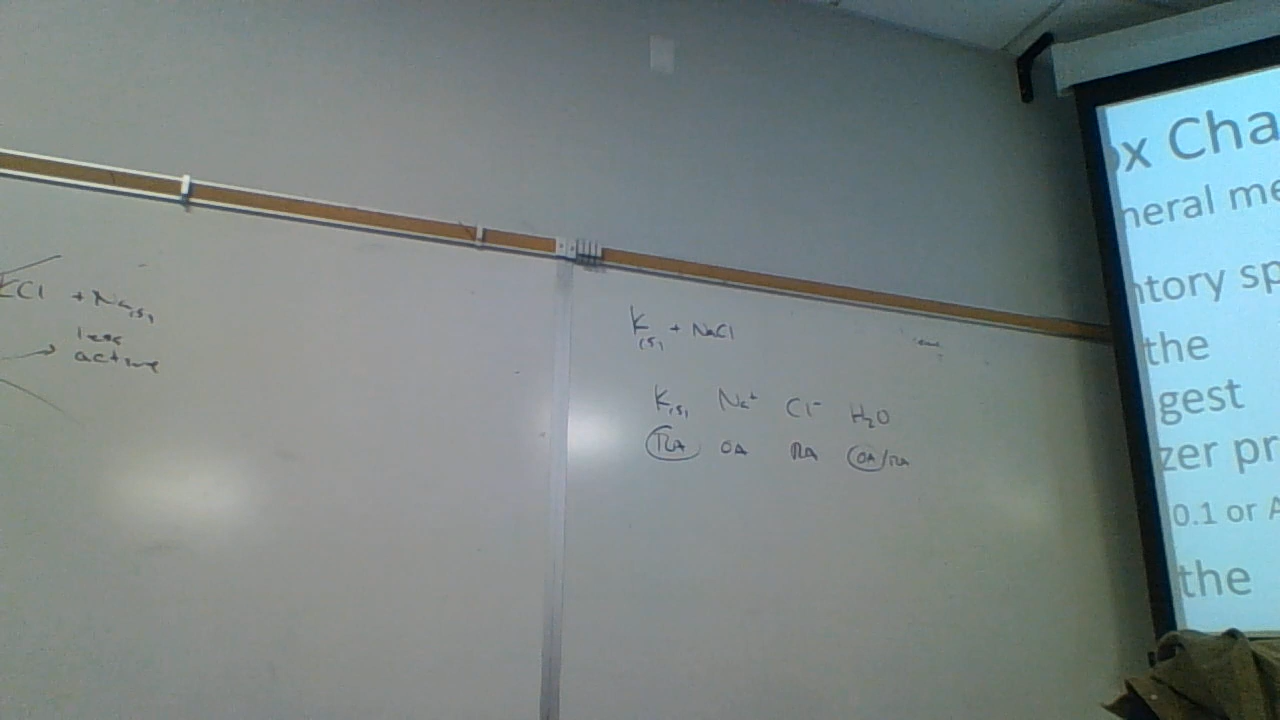 KCl + Na(s)
less
active
K(s) + NaCl
K(s) Na⁺ Cl⁻ H₂O
RA OA RA OA/RA
ox Cha
neral me
ntory sp
the
gest
zer pr
0.1 or A
the